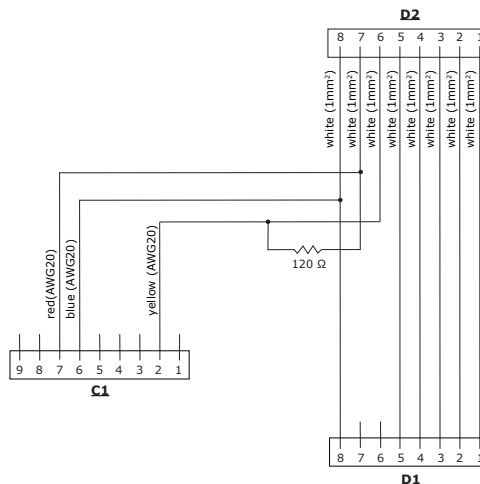 D2
8 7 6 5 4 3 2 1
white (1mm²) white (1mm²) white (1mm²) white (1mm²) white (1mm²) white (1mm²) white (1mm²)
120 Ω
red(AWG20) blue (AWG20) yellow (AWG20)
9 8 7 6 5 4 3 2 1
C1
8 7 6 5 4 3 2 1
D1